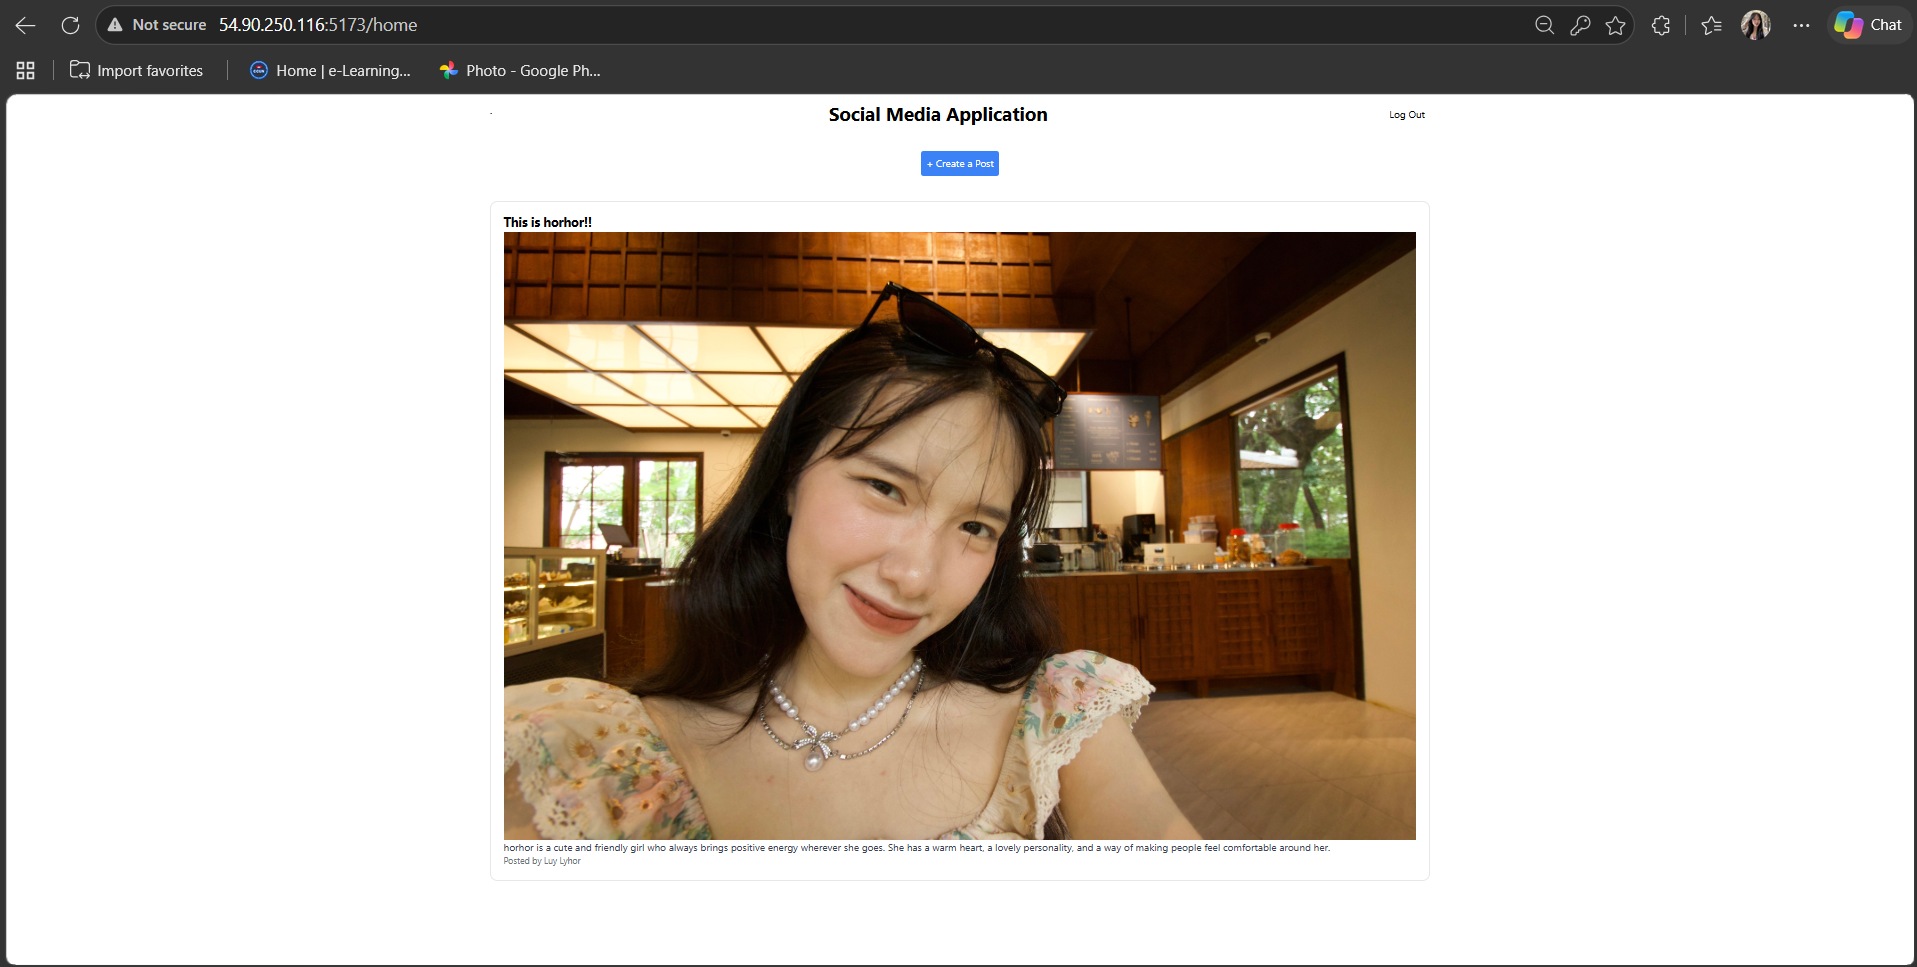 Not secure 54.90.250.116:5173/home
Chat
Import favorites
Home | e-Learning...
Photo - Google Ph...
Social Media Application
Log Out
+ Create a Post
This is horhor!!
horhor is a cute and friendly girl who always brings positive energy wherever she goes. She has a warm heart, a lovely personality, and a way of making people feel comfortable around her.
Posted by Luy Lyhor